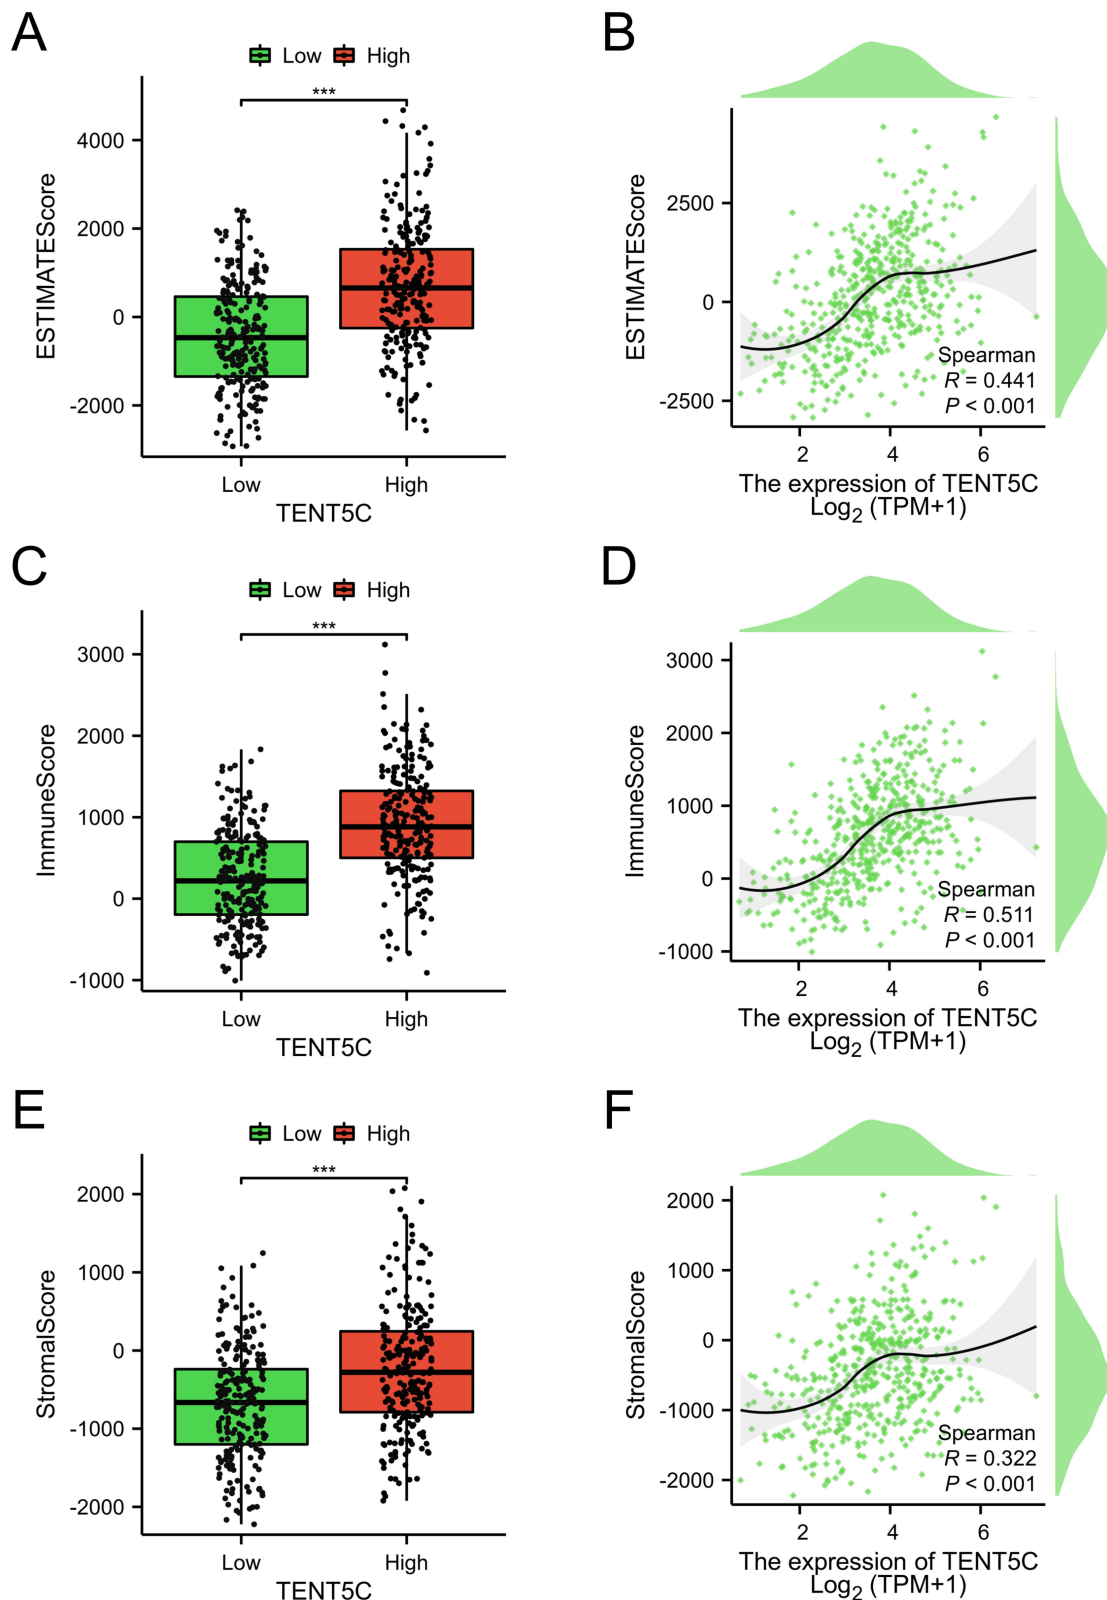 A
Low High
***
ESTIMATEScore
4000
2000
0
-2000
Low High
TENT5C
B
ESTIMATEScore
2500
0
-2500
Spearman
R = 0.441
P < 0.001
2 4 6
The expression of TENT5C
Log2 (TPM+1)
C
Low High
***
ImmuneScore
3000
2000
1000
0
-1000
Low High
TENT5C
D
ImmuneScore
3000
2000
1000
0
-1000
Spearman
R = 0.511
P < 0.001
2 4 6
The expression of TENT5C
Log2 (TPM+1)
E
Low High
***
StromalScore
2000
1000
0
-1000
-2000
Low High
TENT5C
F
StromalScore
2000
1000
0
-1000
-2000
Spearman
R = 0.322
P < 0.001
2 4 6
The expression of TENT5C
Log2 (TPM+1)